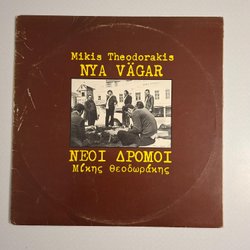 Mikis Theodorakis
NYA VÄGAR
ΝΕΟΙ ΔΡΟΜΟΙ
Μίκης Θεοδωράκης